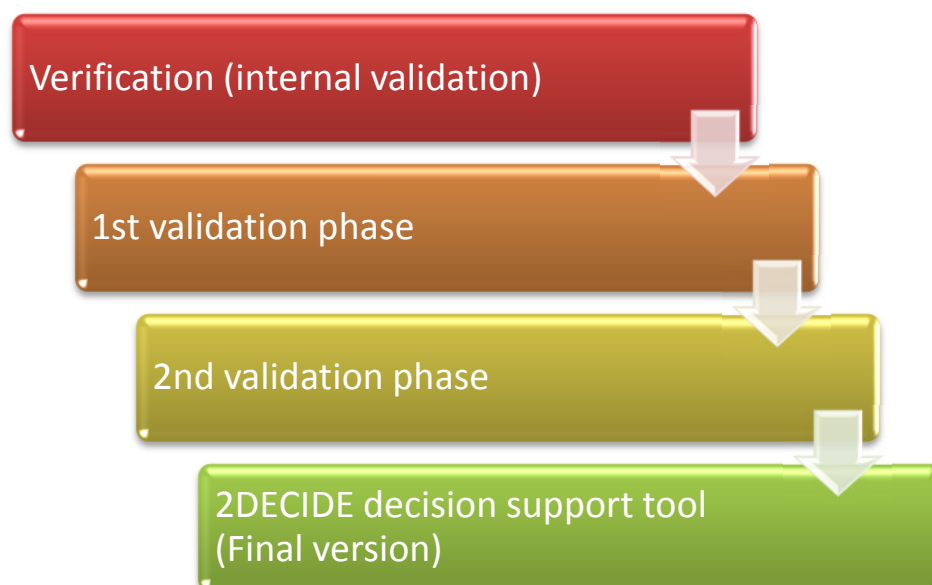 Verification (internal validation)
1st validation phase
2nd validation phase
2DECIDE decision support tool
(Final version)